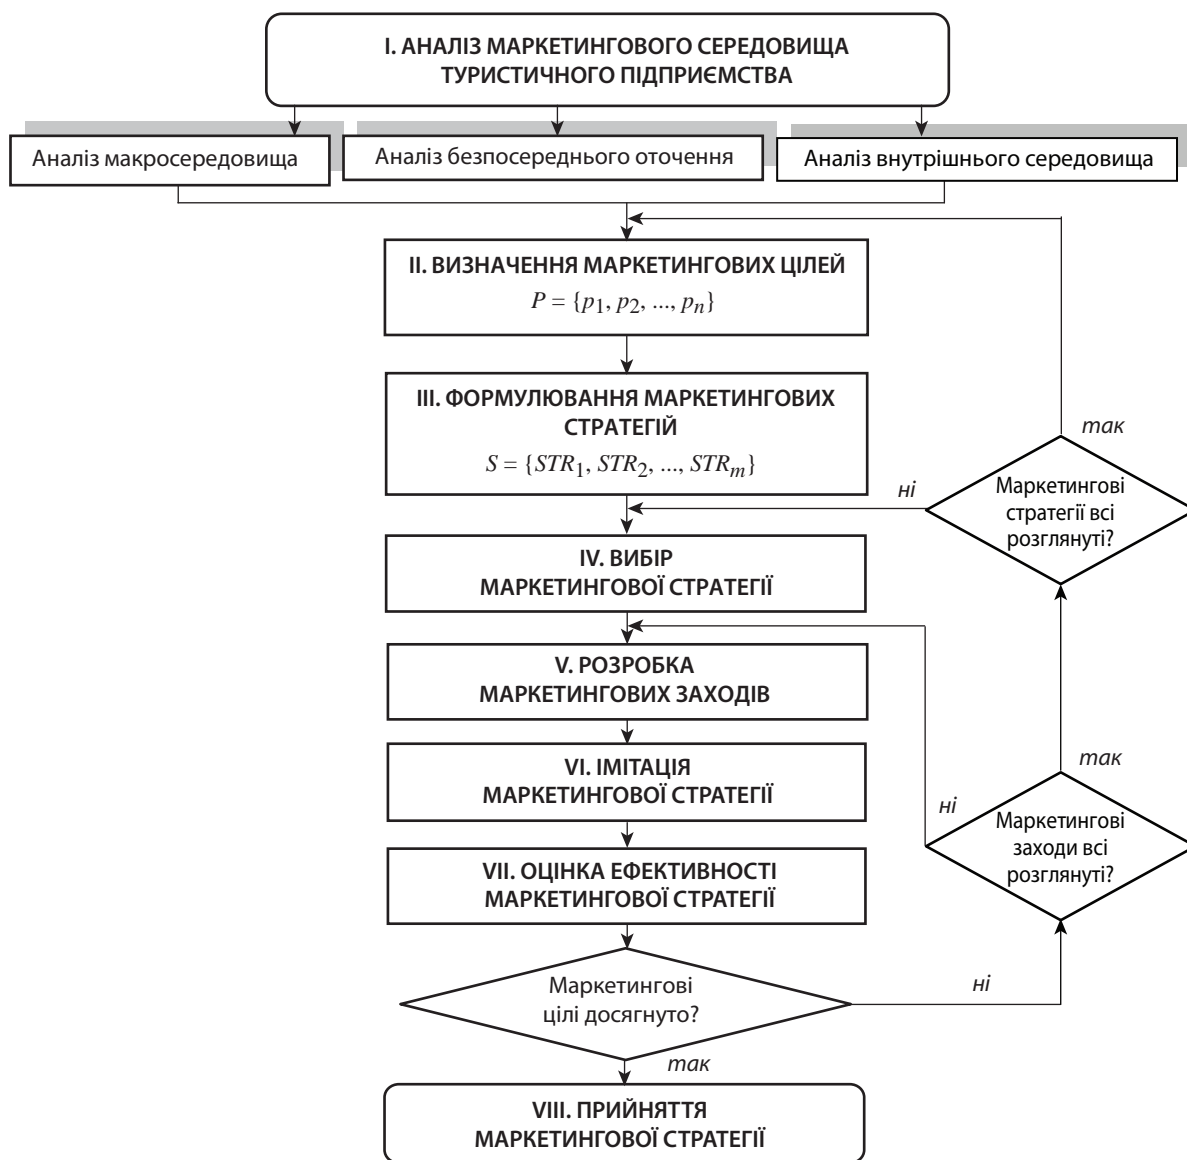 I. АНАЛІЗ МАРКЕТИНГОВОГО СЕРЕДОВИЩА
ТУРИСТИЧНОГО ПІДПРИЄМСТВА
Аналіз макросередовища
Аналіз безпосереднього оточення
Аналіз внутрішнього середовища
II. ВИЗНАЧЕННЯ МАРКЕТИНГОВИХ ЦІЛЕЙ
P = {p1, p2, ..., pn}
III. ФОРМУЛЮВАННЯ МАРКЕТИНГОВИХ
СТРАТЕГІЙ
S = {STR1, STR2, ..., STRm}
так
ні
Маркетингові
стратегії всі
розглянуті?
IV. ВИБІР
МАРКЕТИНГОВОЇ СТРАТЕГІЇ
V. РОЗРОБКА
МАРКЕТИНГОВИХ ЗАХОДІВ
VI. ІМІТАЦІЯ
МАРКЕТИНГОВОЇ СТРАТЕГІЇ
так
ні
Маркетингові
заходи всі
розглянуті?
VII. ОЦІНКА ЕФЕКТИВНОСТІ
МАРКЕТИНГОВОЇ СТРАТЕГІЇ
Маркетингові
цілі досягнуто?
ні
так
VIII. ПРИЙНЯТТЯ
МАРКЕТИНГОВОЇ СТРАТЕГІЇ